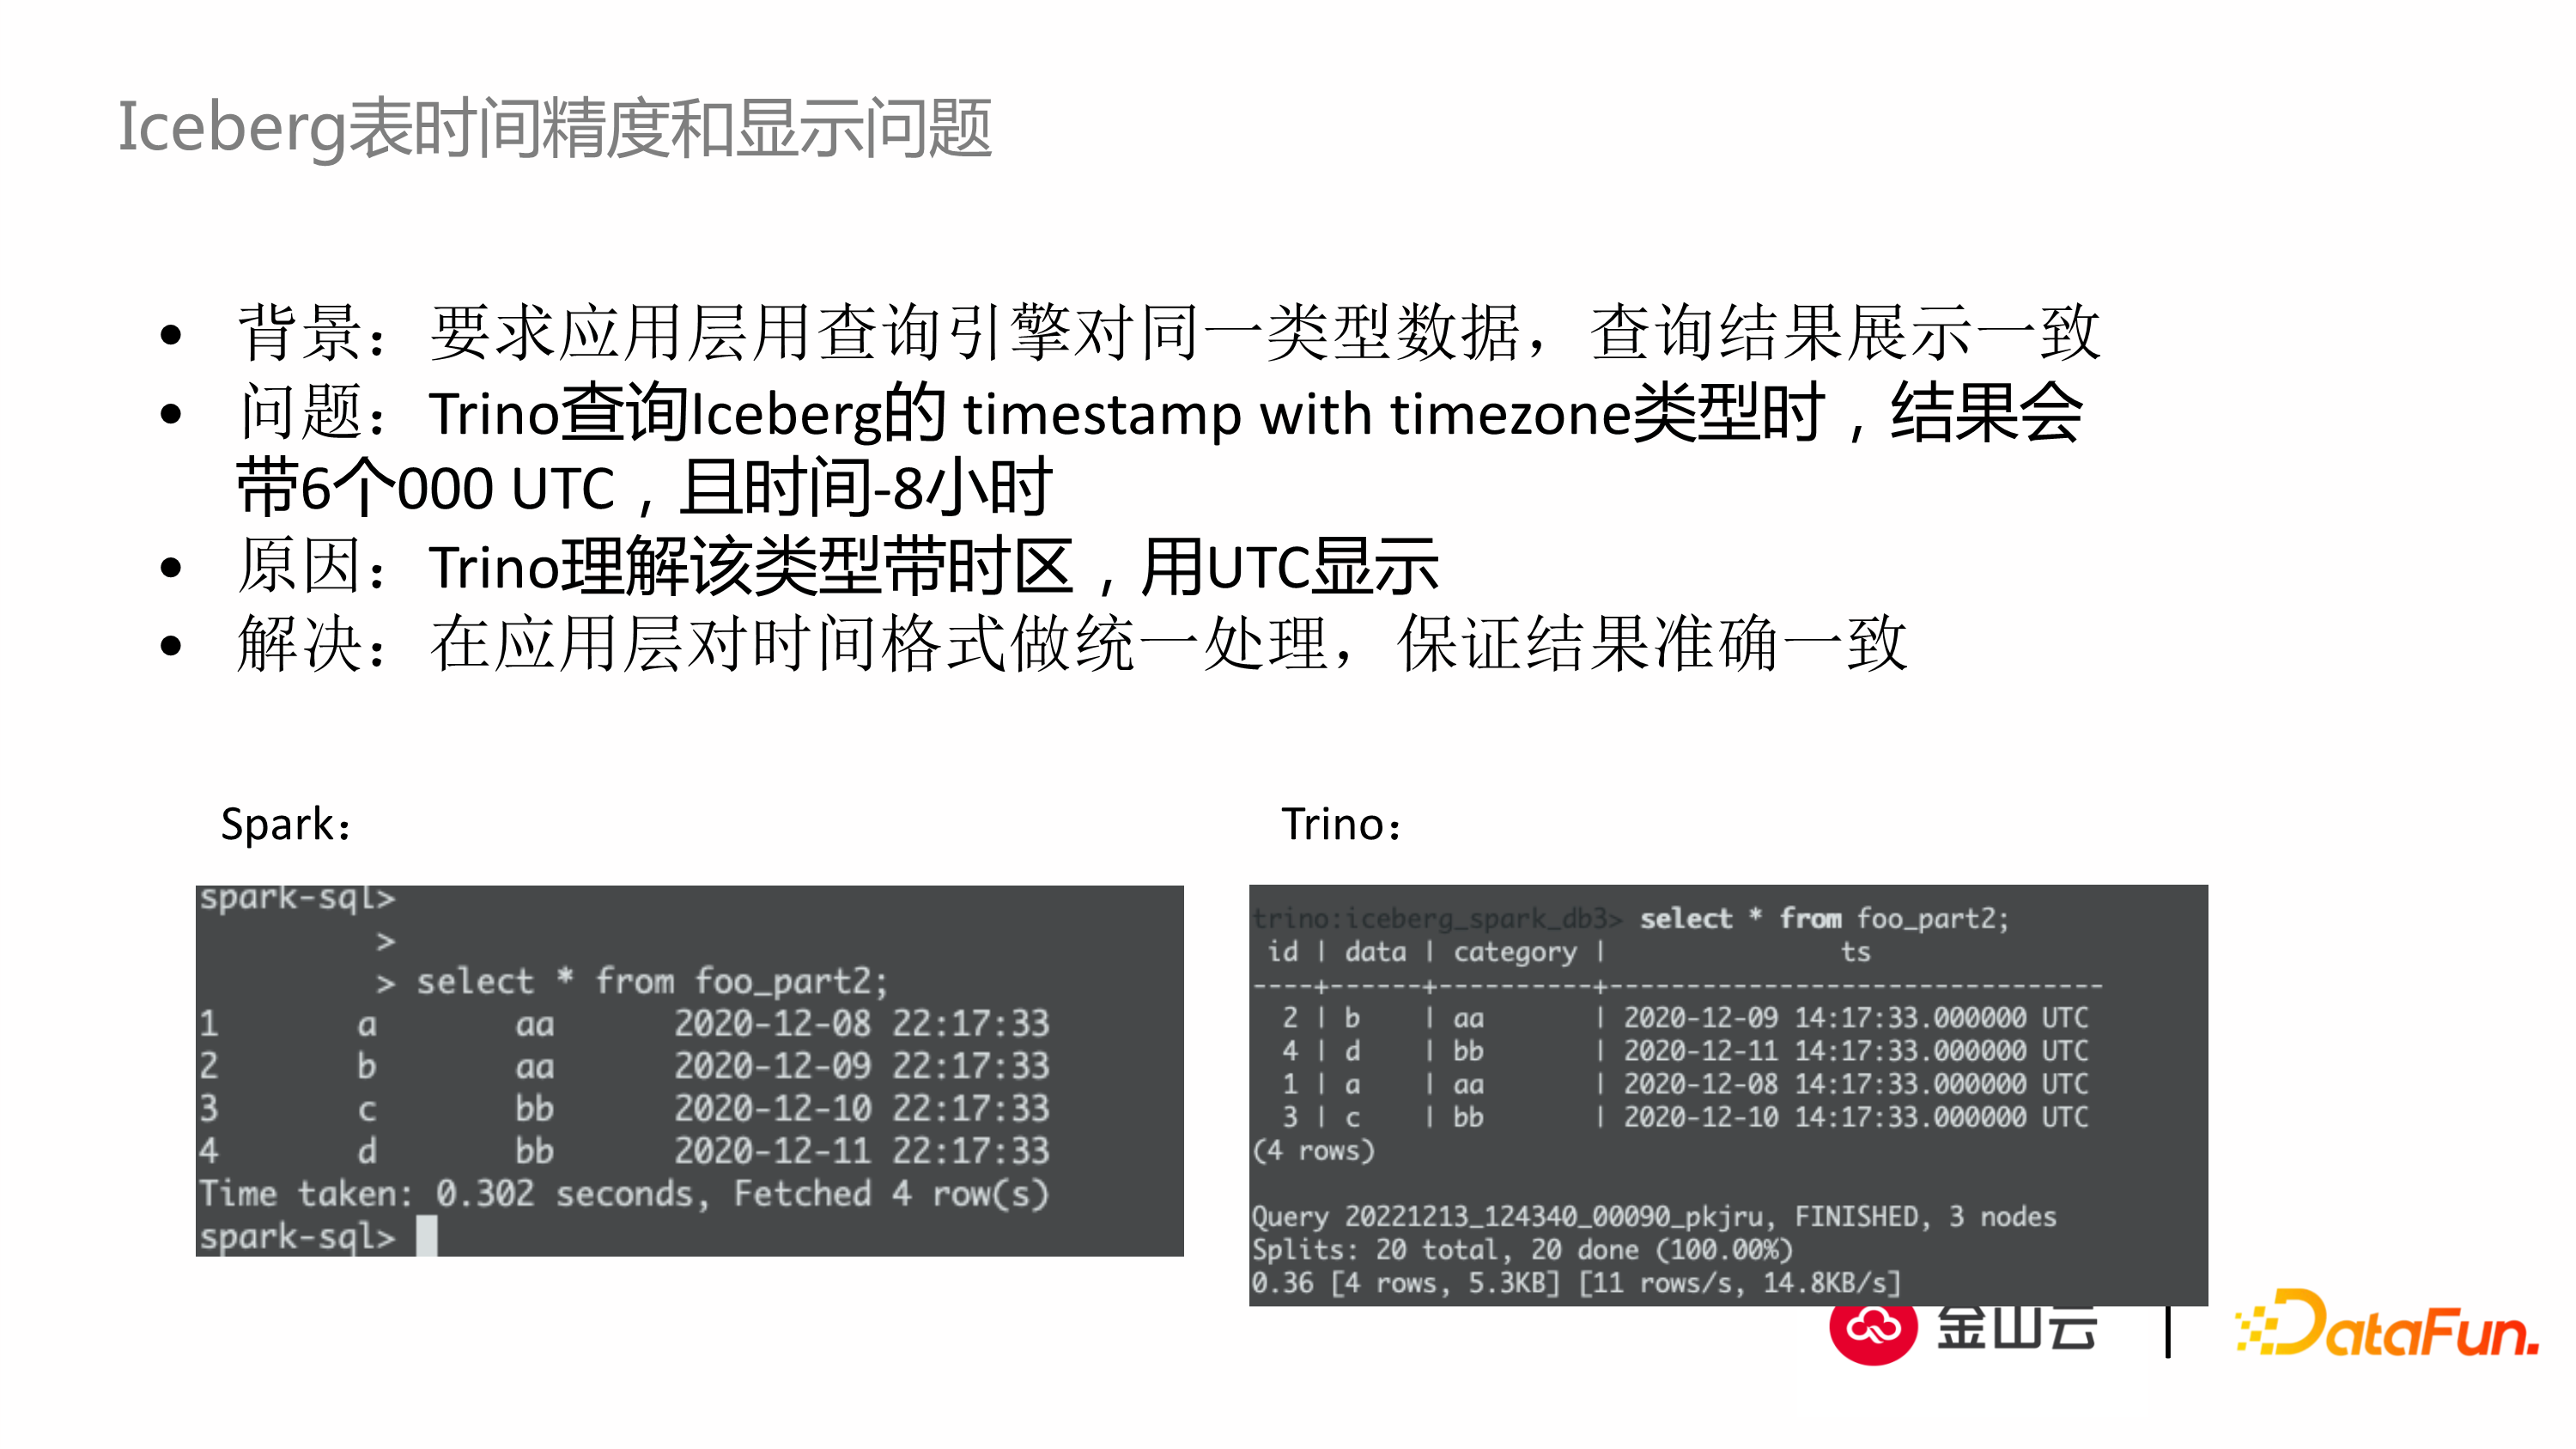 Iceberg表时间精度和显示问题
• 背景：要求应用层用查询引擎对同一类型数据，查询结果展示一致
• 问题：Trino查询Iceberg的 timestamp with timezone类型时，结果会
带6个000 UTC，且时间-8小时
• 原因：Trino理解该类型带时区，用UTC显示
• 解决：在应用层对时间格式做统一处理，保证结果准确一致
Spark：
spark-sql>
>
> select * from foo_part2;
1 a aa 2020-12-08 22:17:33
2 b aa 2020-12-09 22:17:33
3 c bb 2020-12-10 22:17:33
4 d bb 2020-12-11 22:17:33
Time taken: 0.302 seconds, Fetched 4 row(s)
spark-sql>
Trino：
trino:iceberg_spark_db3> select * from foo_part2;
id | data | category | ts
----+------+----------+--------------------------------
2 | b | aa | 2020-12-09 14:17:33.000000 UTC
4 | d | bb | 2020-12-11 14:17:33.000000 UTC
1 | a | aa | 2020-12-08 14:17:33.000000 UTC
3 | c | bb | 2020-12-10 14:17:33.000000 UTC
(4 rows)
Query 20221213_124340_00090_pkjru, FINISHED, 3 nodes
Splits: 20 total, 20 done (100.00%)
0.36 [4 rows, 5.3KB] [11 rows/s, 14.8KB/s]
金山云 | DataFun.